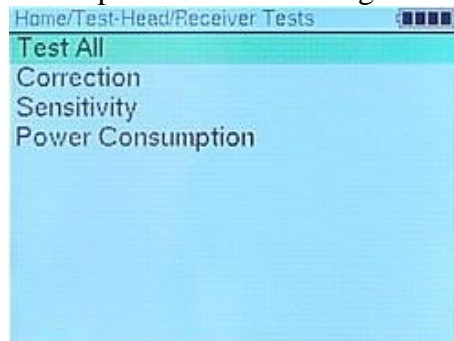 Home/Test-Head/Receiver Tests
Test All
Correction
Sensitivity
Power Consumption